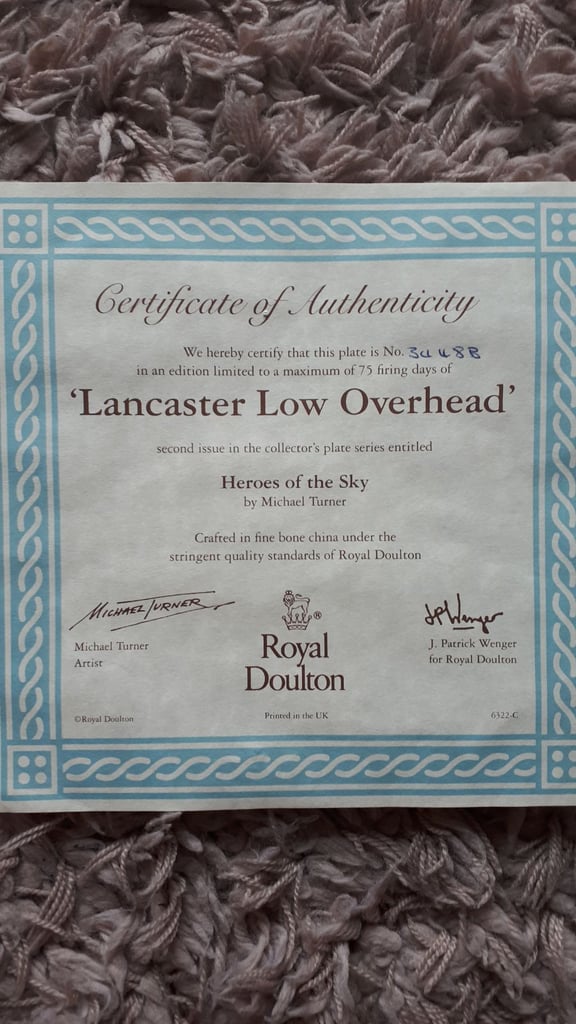 Certificate of Authenticity
We hereby certify that this plate is No.
in an edition limited to a maximum of 75 firing days of
‘Lancaster Low Overhead’
second issue in the collector's plate series entitled
Heroes of the Sky
by Michael Turner
Crafted in fine bone china under the
stringent quality standards of Royal Doulton
MICHAEL TURNER
Michael Turner
Artist
®
Royal
Doulton
JPWenger
J. Patrick Wenger
for Royal Doulton
©Royal Doulton
Printed in the UK
6322-C